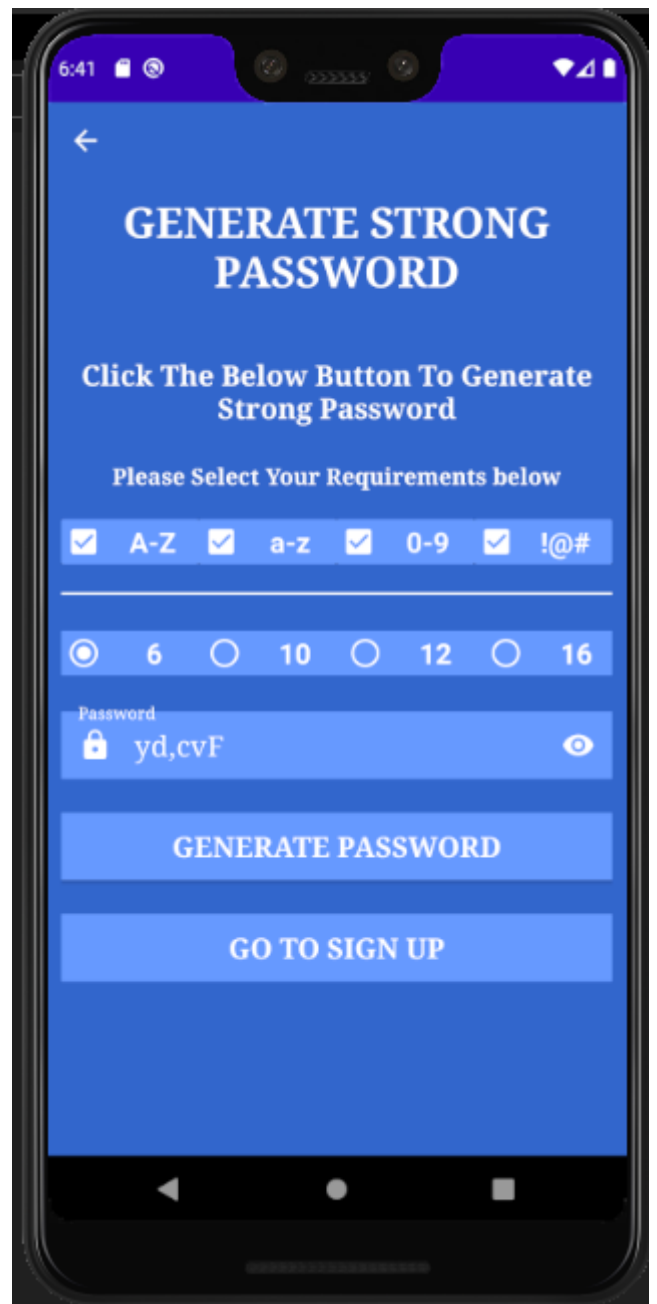 6:41
GENERATE STRONG
PASSWORD
Click The Below Button To Generate
Strong Password
Please Select Your Requirements below
A-Z a-z 0-9 !@#
6 10 12 16
Password
yd,cvF
GENERATE PASSWORD
GO TO SIGN UP